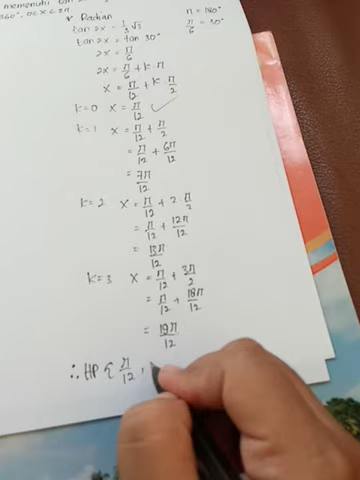 memenuhi tan
360°, 0≤x≤2π
Radian
π = 180°
tan 2x = 1/3 √3
π/6 = 30°
tan 2x = tan 30°
2x = π/6
2x = π/6 + k · π
x = π/12 + k · π/2
k=0 x = π/12 ✓
k=1 x = π/12 + π/2
= π/12 + 6π/12
= 7π/12
k=2 x = π/12 + 2 · π/2
= π/12 + 12π/12
= 13π/12
k=3 x = π/12 + 3π/2
= π/12 + 18π/12
= 19π/12
∴ HP { π/12 ,